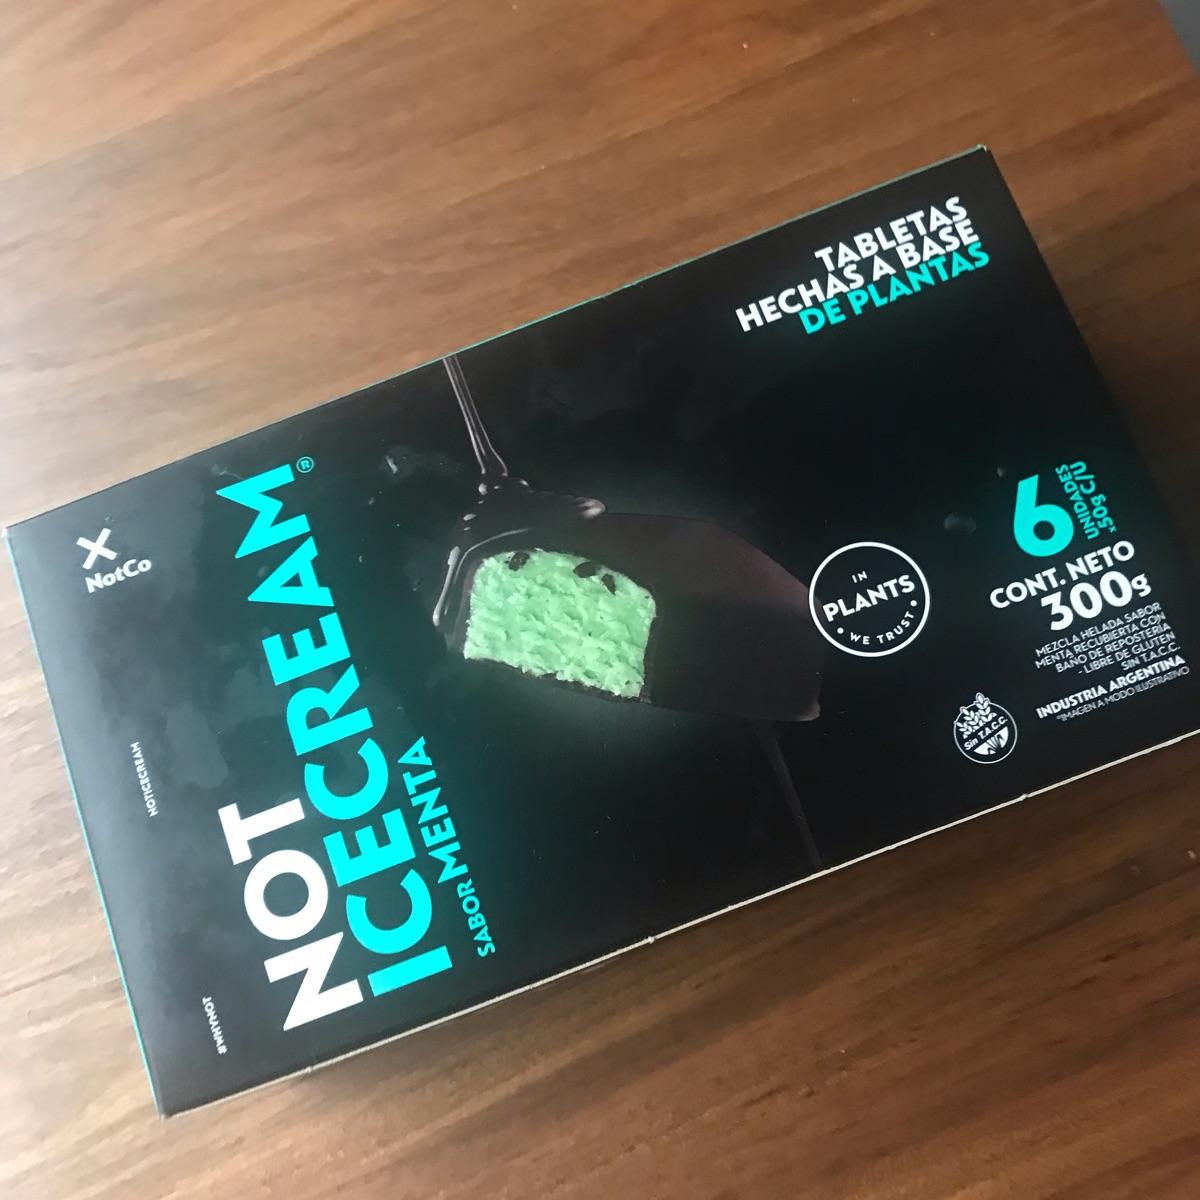 NotCo
NOT
ICECREAM®
SABOR MENTA
NOTICECREAM
#WHYNOT
TABLETAS
HECHAS A BASE
DE PLANTAS
IN
PLANTS
• WE TRUST •
6
UNIDADES
x50g C/U
CONT. NETO
300g
MEZCLA HELADA SABOR
MENTA RECUBIERTA CON
BAÑO DE REPOSTERÍA
- LIBRE DE GLUTEN
SIN T.A.C.C.
INDUSTRIA ARGENTINA
*IMAGEN A MODO ILUSTRATIVO
Sin T.A.C.C.